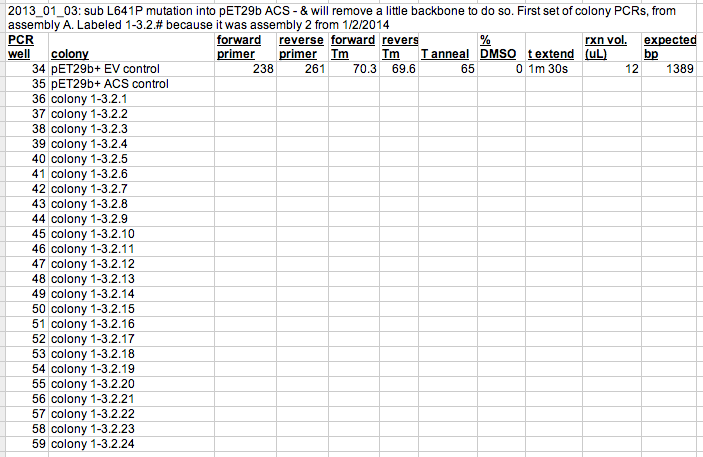 2013_01_03: sub L641P mutation into pET29b ACS - & will remove a little backbone to do so. First set of colony PCRs, from
assembly A. Labeled 1-3.2.# because it was assembly 2 from 1/2/2014
PCR well colony forward primer reverse primer forward Tm revers Tm T anneal % DMSO t extend rxn vol. (uL) expected bp
34 pET29b+ EV control 238 261 70.3 69.6 65 0 1m 30s 12 1389
35 pET29b+ ACS control
36 colony 1-3.2.1
37 colony 1-3.2.2
38 colony 1-3.2.3
39 colony 1-3.2.4
40 colony 1-3.2.5
41 colony 1-3.2.6
42 colony 1-3.2.7
43 colony 1-3.2.8
44 colony 1-3.2.9
45 colony 1-3.2.10
46 colony 1-3.2.11
47 colony 1-3.2.12
48 colony 1-3.2.13
49 colony 1-3.2.14
50 colony 1-3.2.15
51 colony 1-3.2.16
52 colony 1-3.2.17
53 colony 1-3.2.18
54 colony 1-3.2.19
55 colony 1-3.2.20
56 colony 1-3.2.21
57 colony 1-3.2.22
58 colony 1-3.2.23
59 colony 1-3.2.24